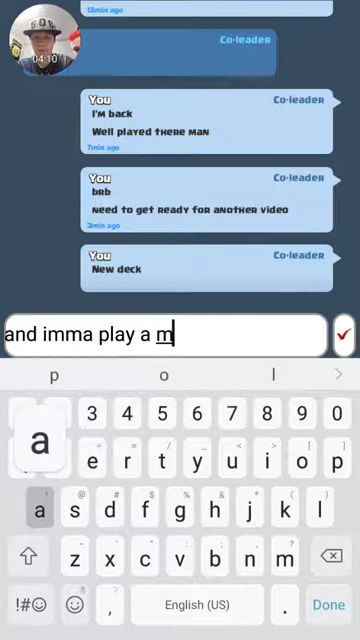 13min ago
Co-leader
04:10
You Co-leader
I'm back
Well played there man
7min ago
You Co-leader
brb
need to get ready for another video
3min ago
You Co-leader
New deck
and imma play a m
p o l >
3 4 5 6 7 8 9 0
a
e r t y u i o p
a s d f g h j k l
z x c v b n m
!#☺ , English (US) . Done